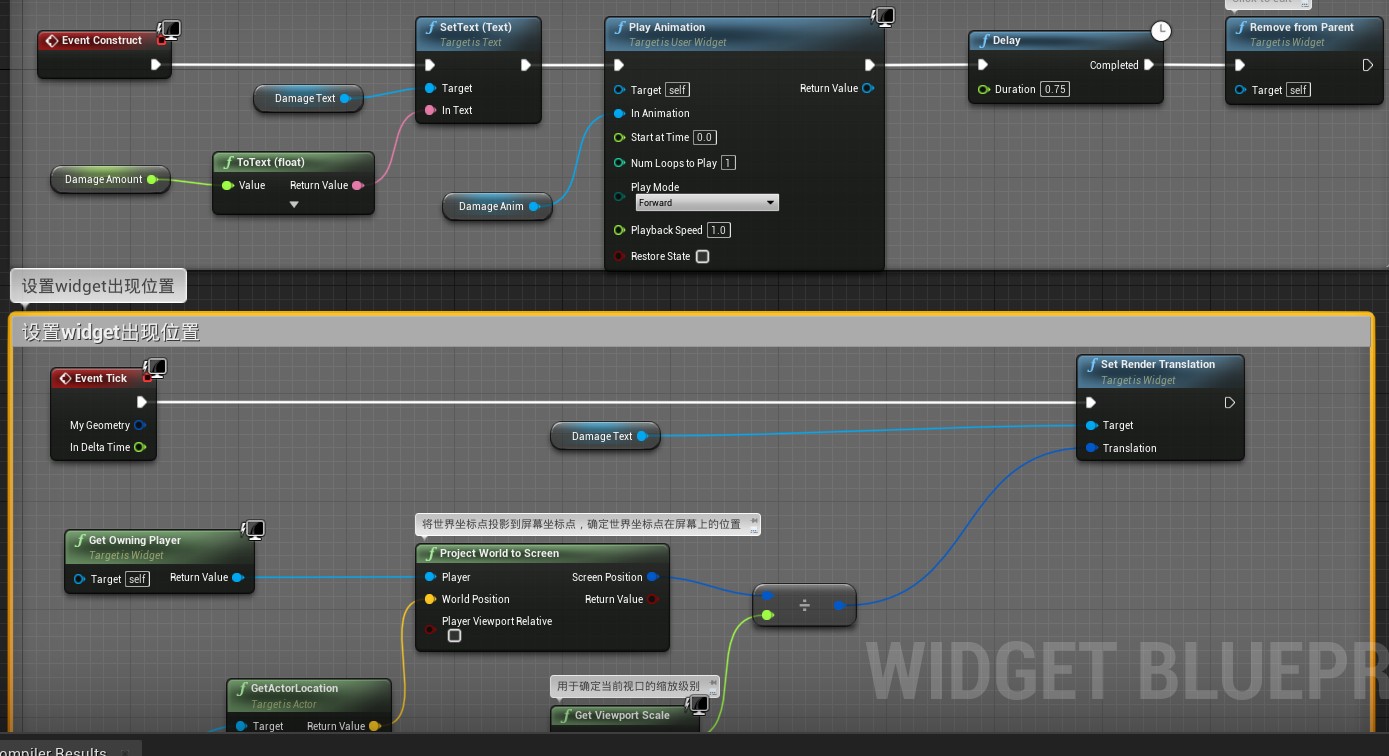 Event Construct
SetText (Text)
Target is Text
Target
In Text
Damage Text
Damage Amount
ToText (float)
Value
Return Value
Play Animation
Target is User Widget
Target self
Return Value
In Animation
Start at Time 0.0
Num Loops to Play 1
Play Mode
Forward
Playback Speed 1.0
Restore State
Damage Anim
Delay
Completed
Duration 0.75
Click to edit
Remove from Parent
Target is Widget
Target self
设置widget出现位置
设置widget出现位置
Event Tick
My Geometry
In Delta Time
Damage Text
Set Render Translation
Target is Widget
Target
Translation
Get Owning Player
Target is Widget
Target self
Return Value
将世界坐标点投影到屏幕坐标点，确定世界坐标点在屏幕上的位置
Project World to Screen
Player
Screen Position
World Position
Return Value
Player Viewport Relative
÷
GetActorLocation
Target is Actor
Target
Return Value
用于确定当前视口的缩放级别
Get Viewport Scale
WIDGET BLUEPR
ompiler Results